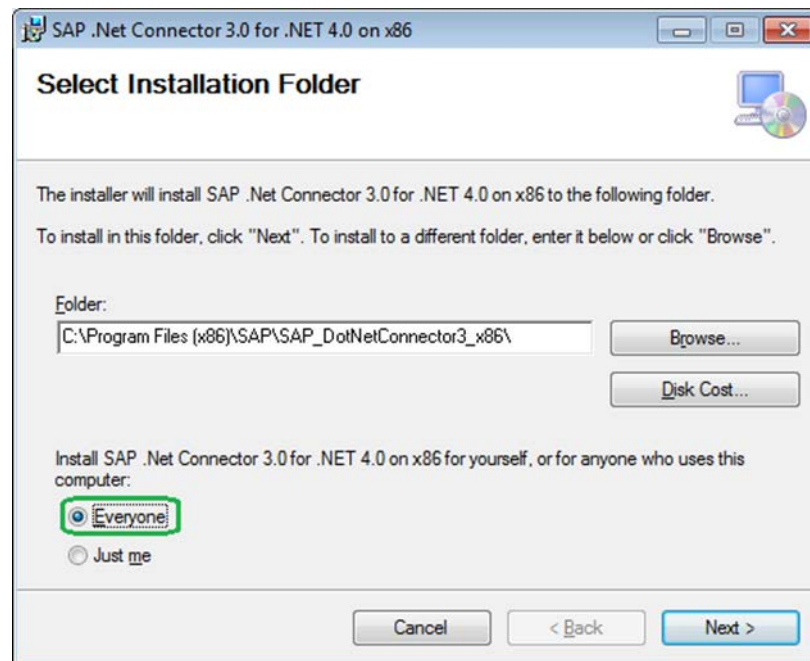 SAP .Net Connector 3.0 for .NET 4.0 on x86
Select Installation Folder
The installer will install SAP .Net Connector 3.0 for .NET 4.0 on x86 to the following folder.
To install in this folder, click "Next". To install to a different folder, enter it below or click "Browse".
Folder:
C:\Program Files (x86)\SAP\SAP_DotNetConnector3_x86\
Browse...
Disk Cost...
Install SAP .Net Connector 3.0 for .NET 4.0 on x86 for yourself, or for anyone who uses this
computer:
Everyone
Just me
Cancel
< Back
Next >